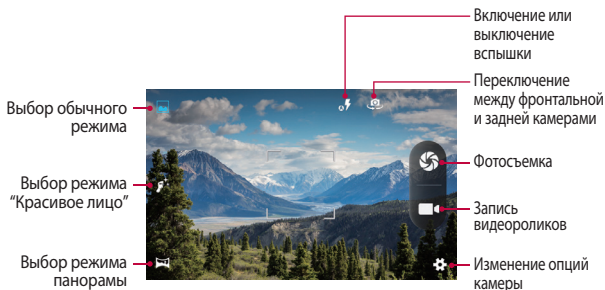 Включение или
выключение
вспышки
Переключение
между фронтальной
и задней камерами
Выбор обычного
режима
Фотосъемка
Выбор режима
“Красивое лицо”
Запись
видеороликов
Выбор режима
панорамы
Изменение опций
камеры